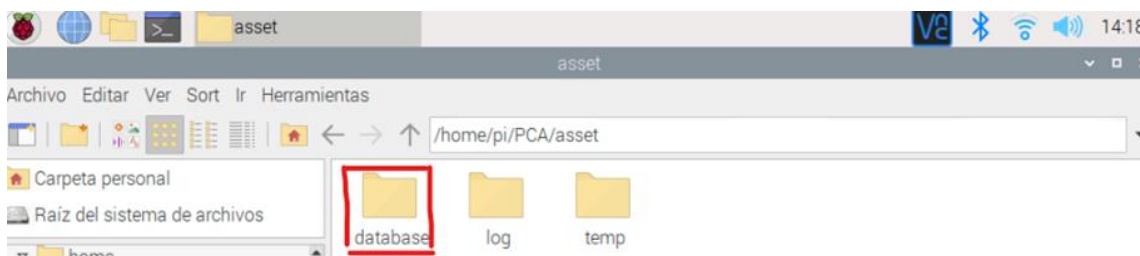 >_ asset V2 14:18
asset
Archivo Editar Ver Sort Ir Herramientas
/home/pi/PCA/asset
Carpeta personal
Raíz del sistema de archivos
home
database log temp